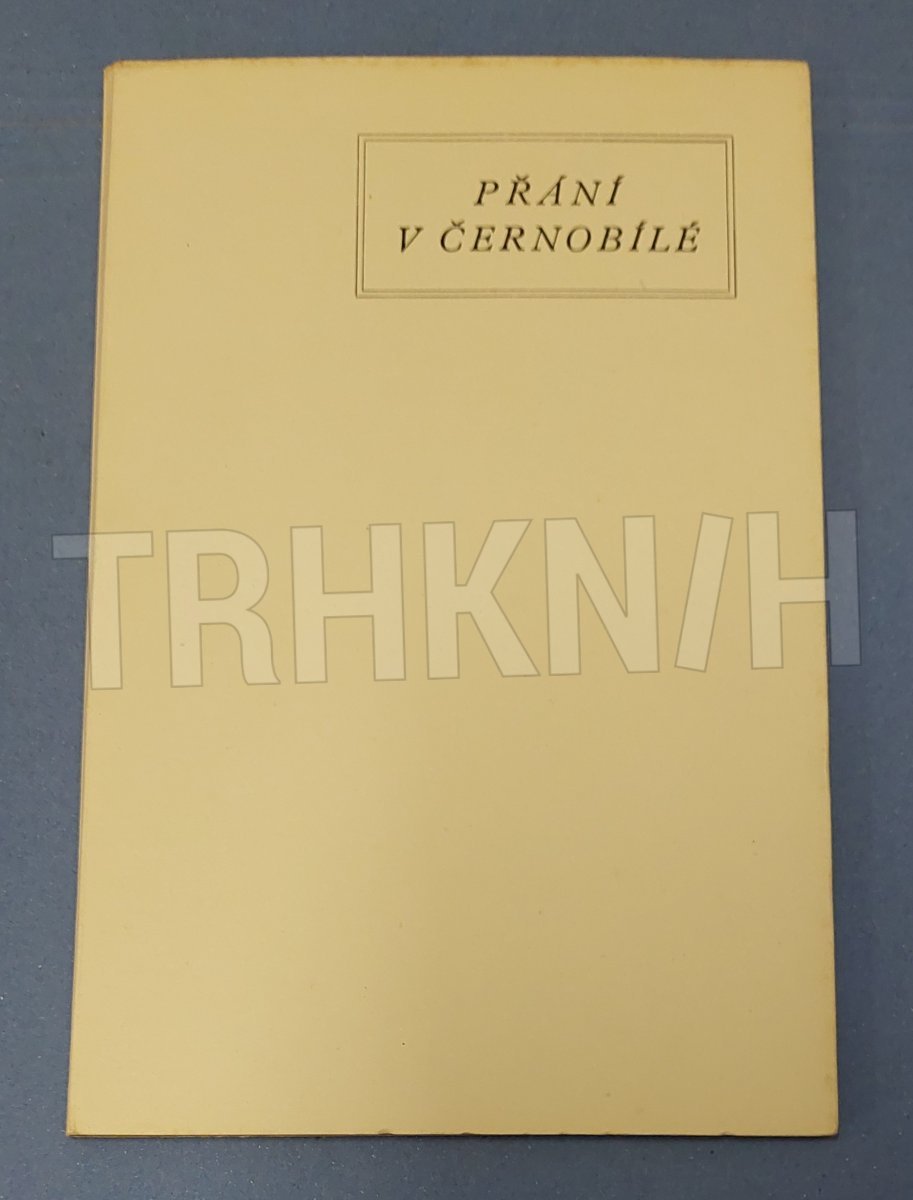 PŘÁNÍ
V ČERNOBÍLÉ
TRHKNIH